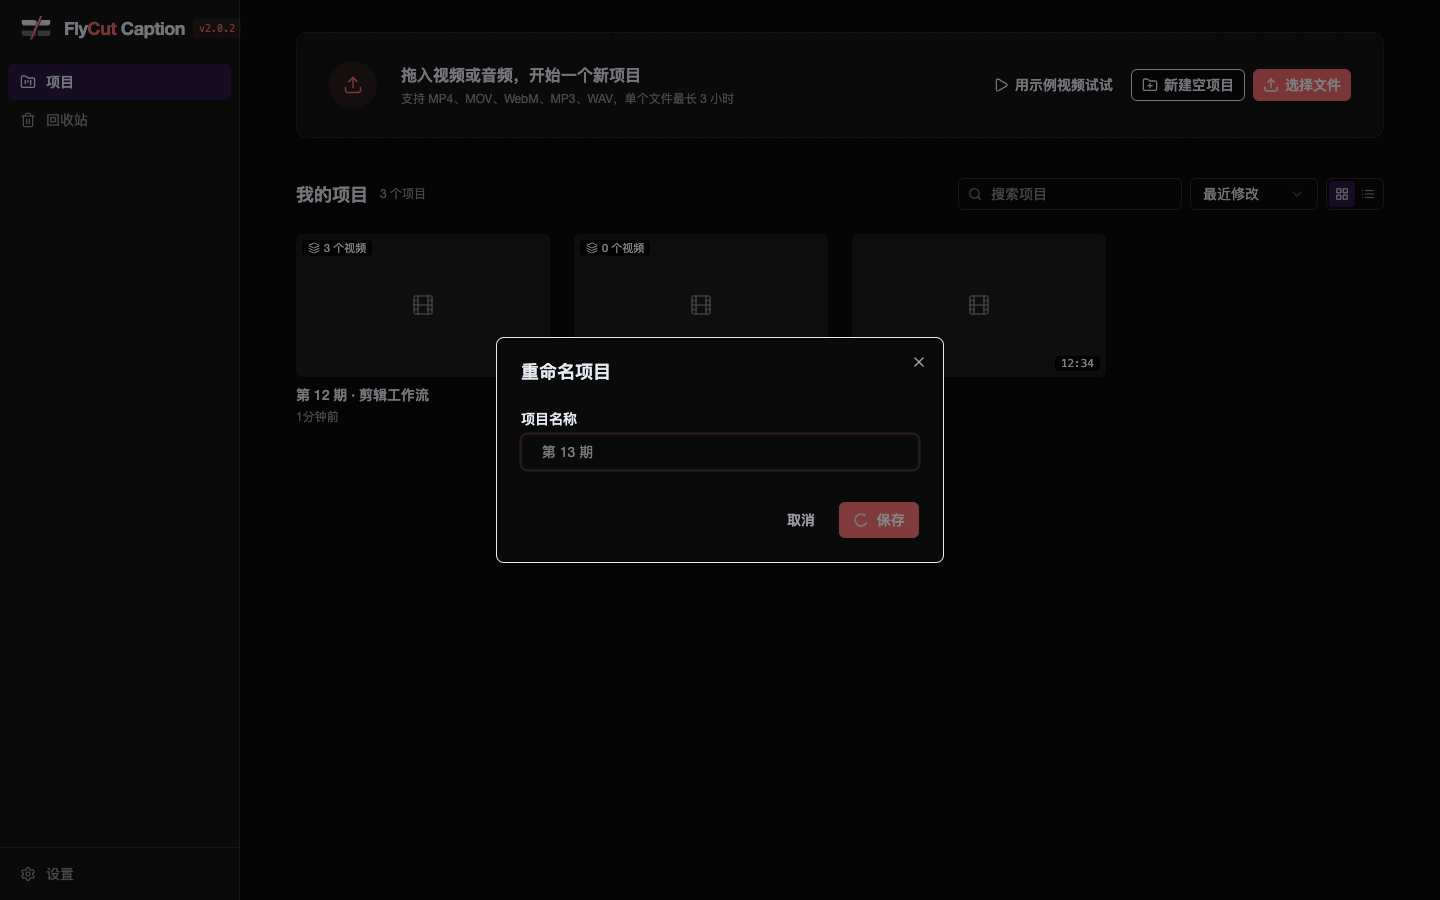 FlyCut Caption v2.0.2
项目
回收站
拖入视频或音频，开始一个新项目
支持 MP4、MOV、WebM、MP3、WAV，单个文件最长 3 小时
用示例视频试试
新建空项目
选择文件
我的项目 3 个项目
搜索项目
最近修改
3 个视频
0 个视频
12:34
第 12 期 · 剪辑工作流
1分钟前
重命名项目
项目名称
第 13 期
取消
保存
设置